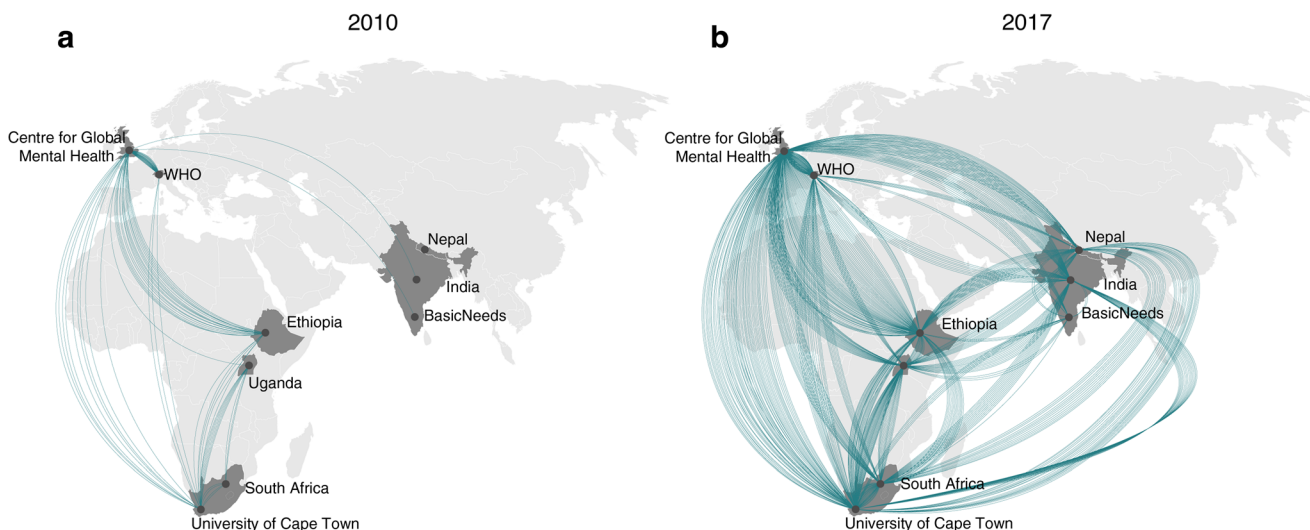 a
2010
Centre for Global
Mental Health
WHO
Nepal
India
BasicNeeds
Ethiopia
Uganda
South Africa
University of Cape Town
b
2017
Centre for Global
Mental Health
WHO
Nepal
India
BasicNeeds
Ethiopia
South Africa
University of Cape Town